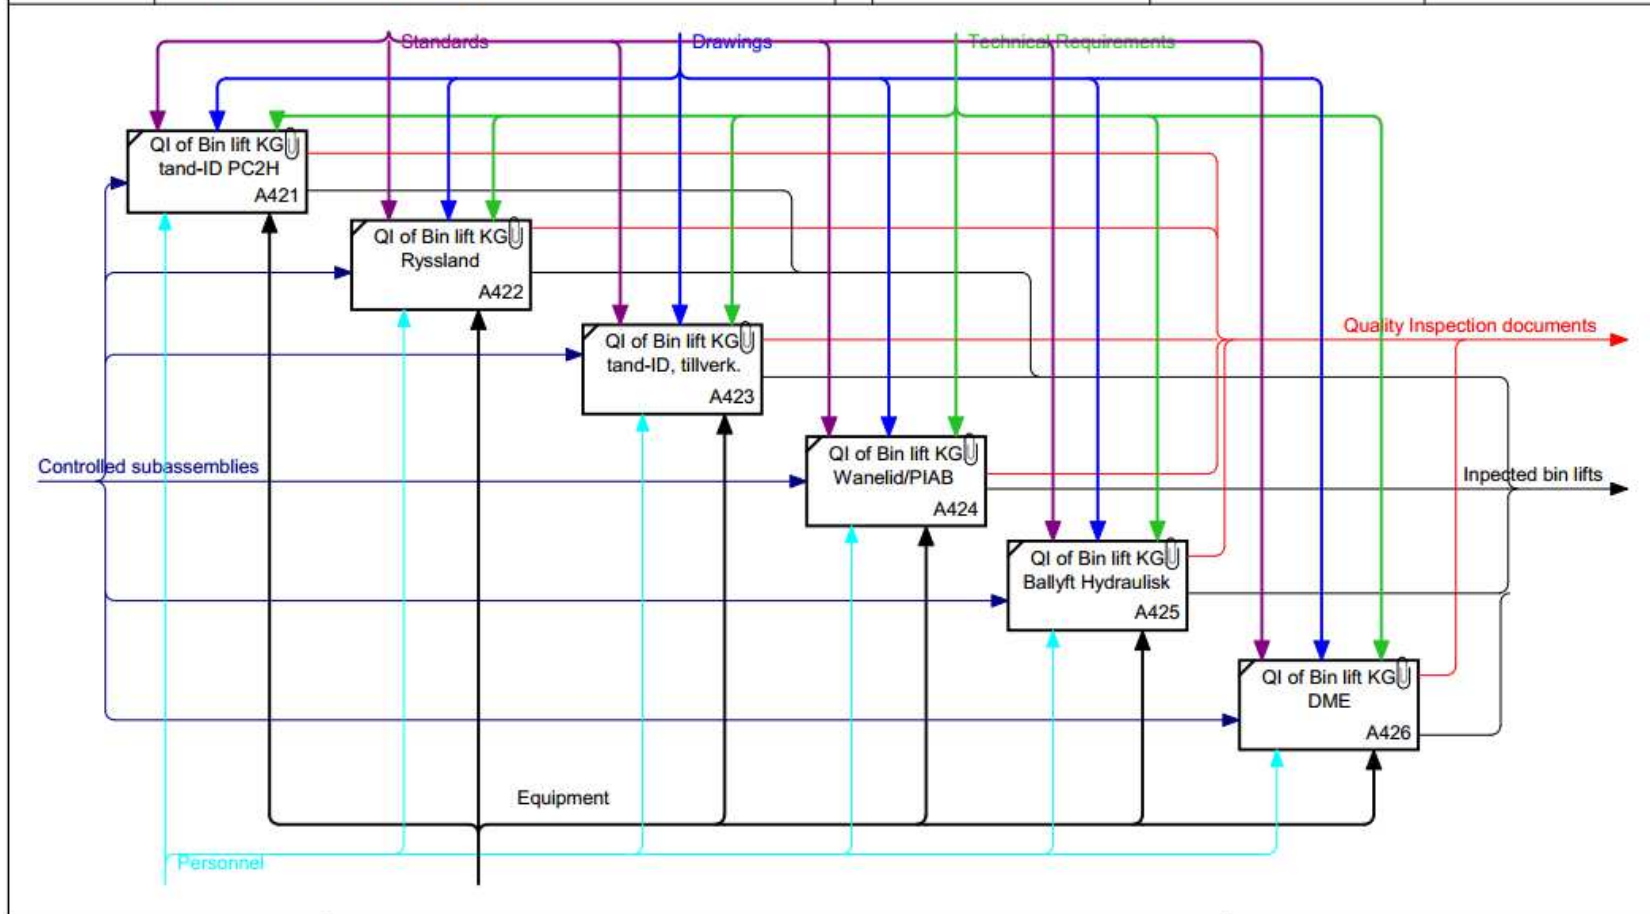 Standards
Drawings
Technical Requirements
QI of Bin lift KG
tand-ID PC2H
A421
QI of Bin lift KG
Ryssland
A422
Quality Inspection documents
QI of Bin lift KG
tand-ID, tillverk.
A423
Controlled subassemblies
QI of Bin lift KG
Wanelid/PIAB
A424
Inpected bin lifts
QI of Bin lift KG
Ballyft Hydraulisk
A425
QI of Bin lift KG
DME
A426
Equipment
Personnel